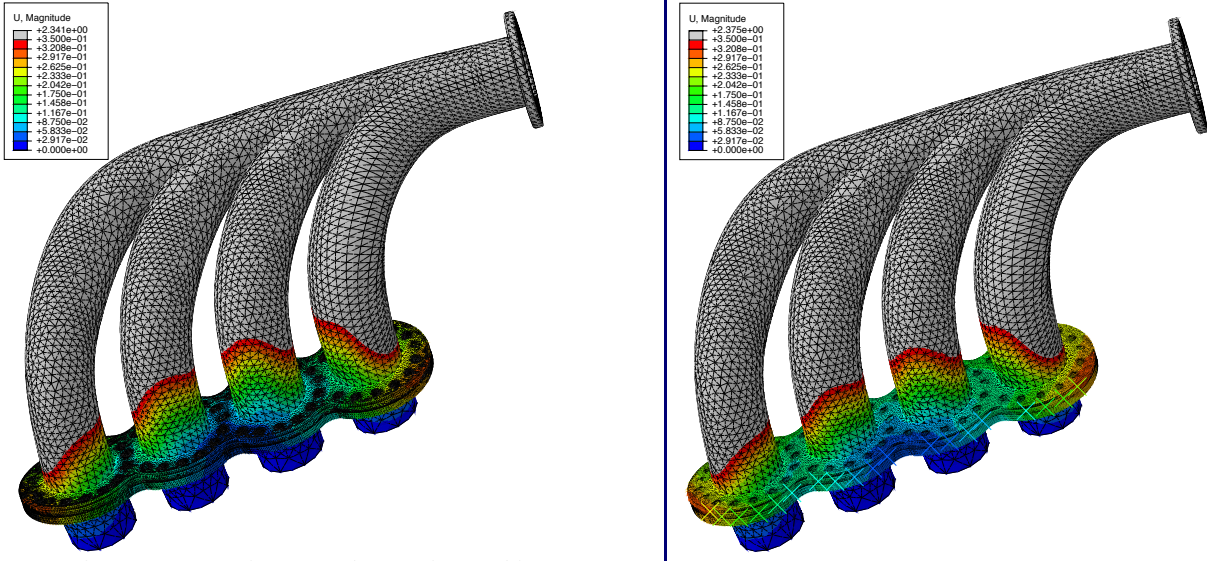 U, Magnitude
+2.341e+00
+3.500e−01
+3.208e−01
+2.917e−01
+2.625e−01
+2.333e−01
+2.042e−01
+1.750e−01
+1.458e−01
+1.167e−01
+8.750e−02
+5.833e−02
+2.917e−02
+0.000e+00
U, Magnitude
+2.375e+00
+3.500e−01
+3.208e−01
+2.917e−01
+2.625e−01
+2.333e−01
+2.042e−01
+1.750e−01
+1.458e−01
+1.167e−01
+8.750e−02
+5.833e−02
+2.917e−02
+0.000e+00